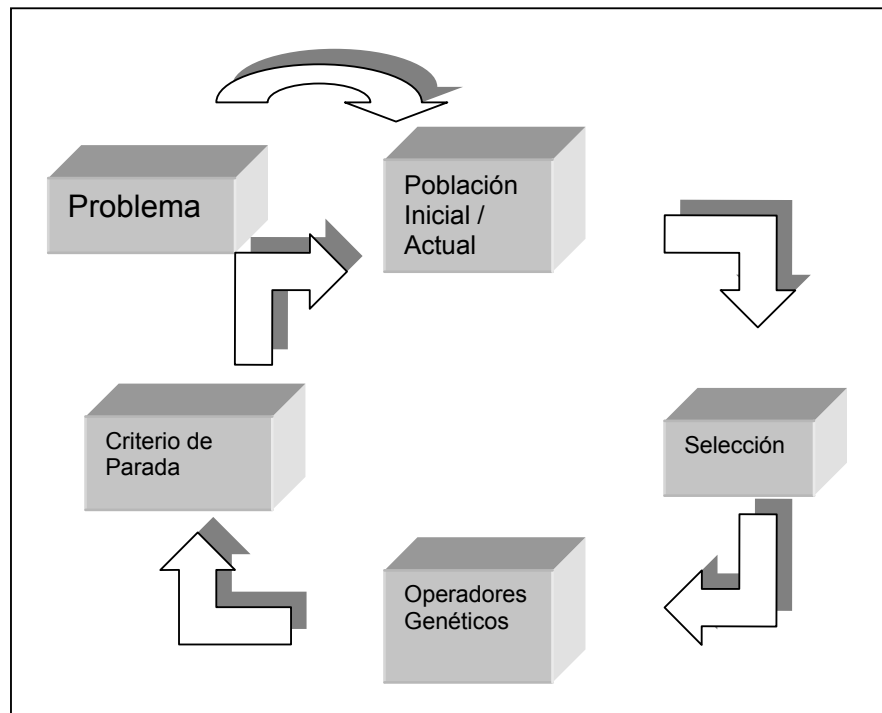 Problema
Población
Inicial /
Actual
Criterio de
Parada
Selección
Operadores
Genéticos